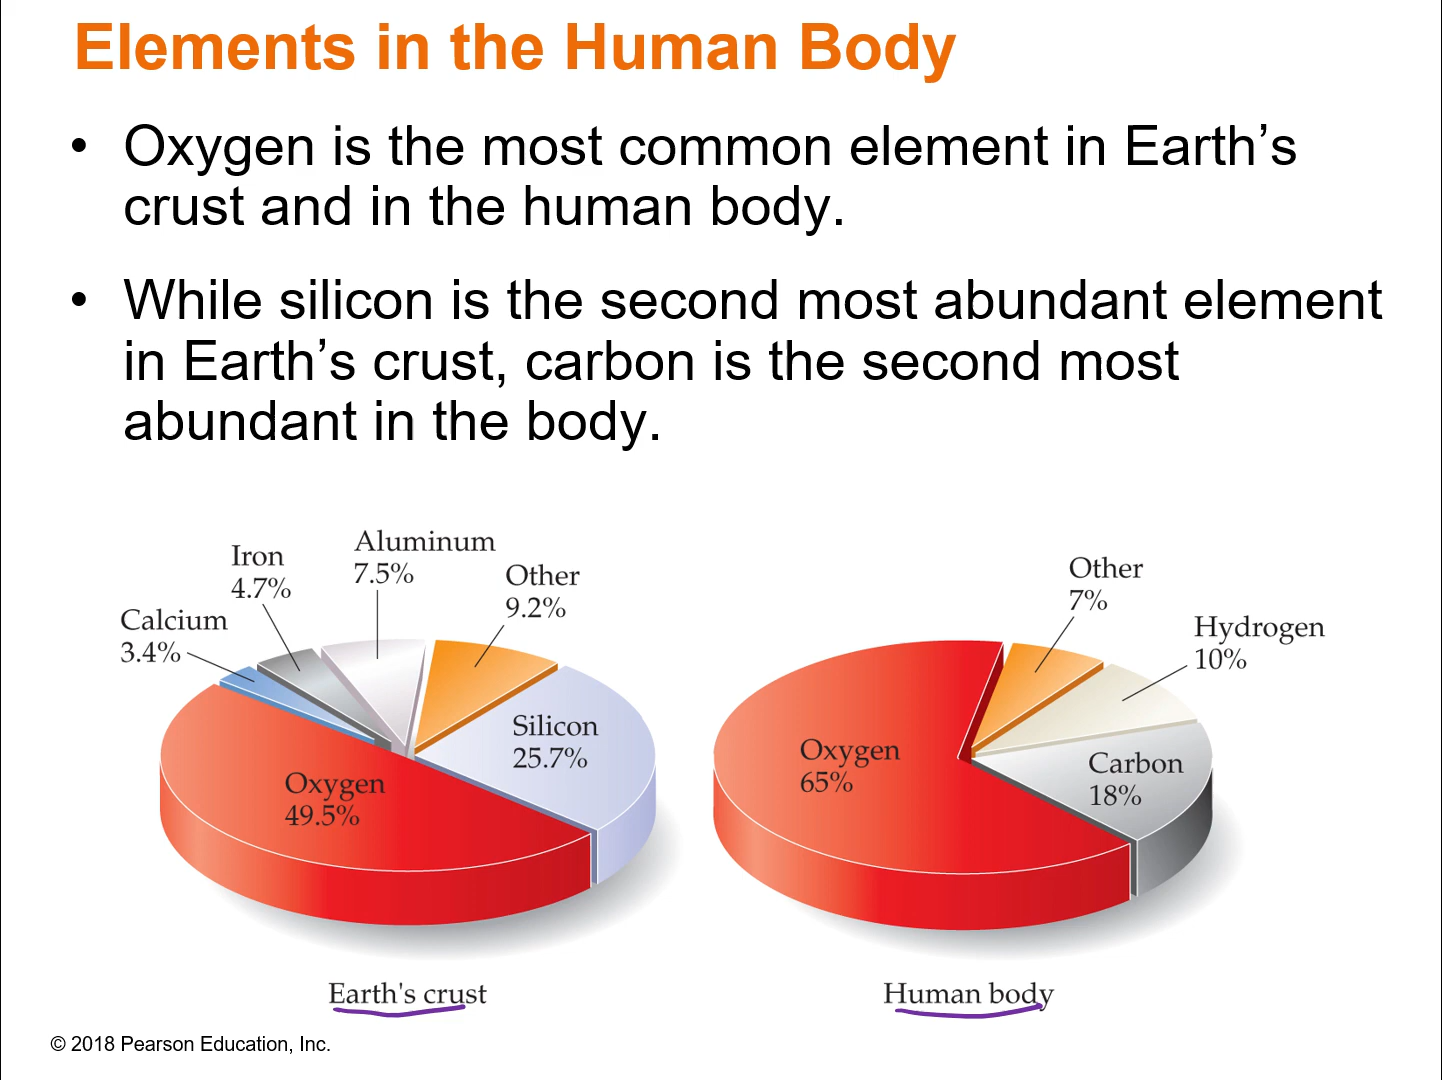 Elements in the Human Body
• Oxygen is the most common element in Earth’s
crust and in the human body.
• While silicon is the second most abundant element
in Earth’s crust, carbon is the second most
abundant in the body.
Calcium
3.4%
Iron
4.7%
Aluminum
7.5%
Other
9.2%
Silicon
25.7%
Oxygen
49.5%
Earth's crust
Other
7%
Hydrogen
10%
Oxygen
65%
Carbon
18%
Human body
© 2018 Pearson Education, Inc.